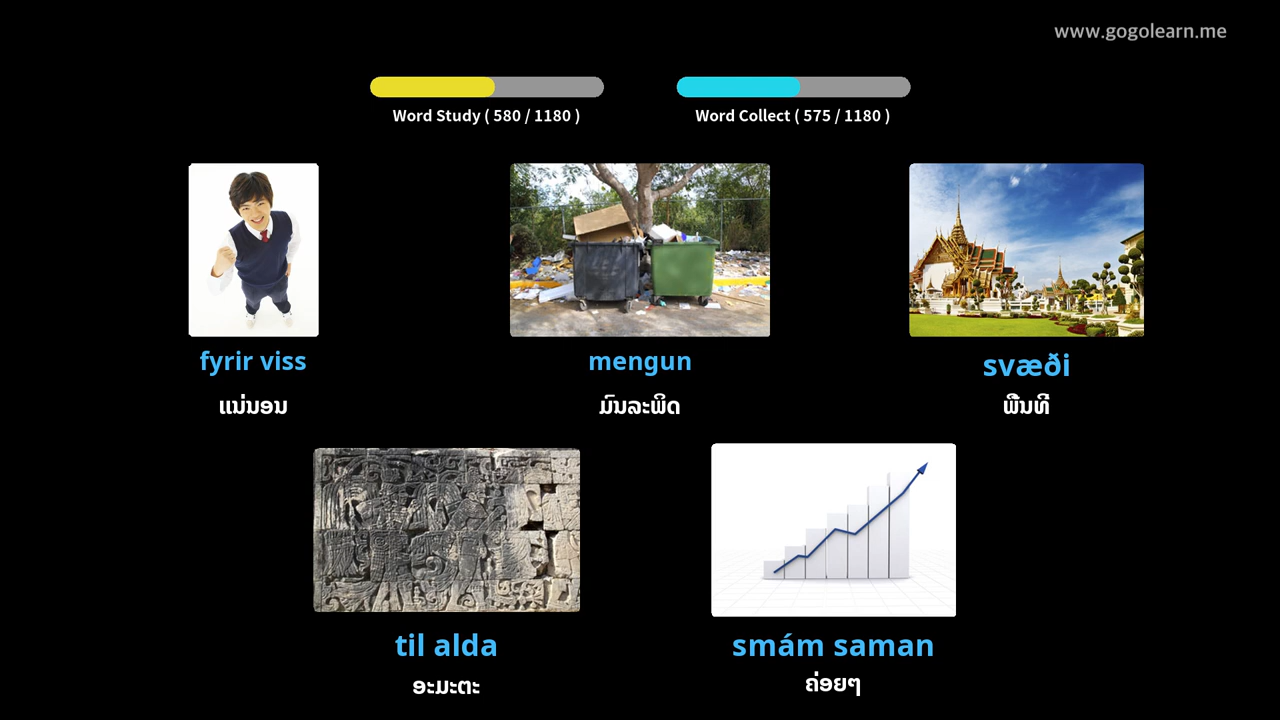 www.gogolearn.me
Word Study ( 580 / 1180 )
Word Collect ( 575 / 1180 )
fyrir viss
ແນ່ນອນ
mengun
ມົນລະພິດ
svæði
ພື້ນທີ່
til alda
ອະມະຕະ
smám saman
ຄ່ອຍໆ